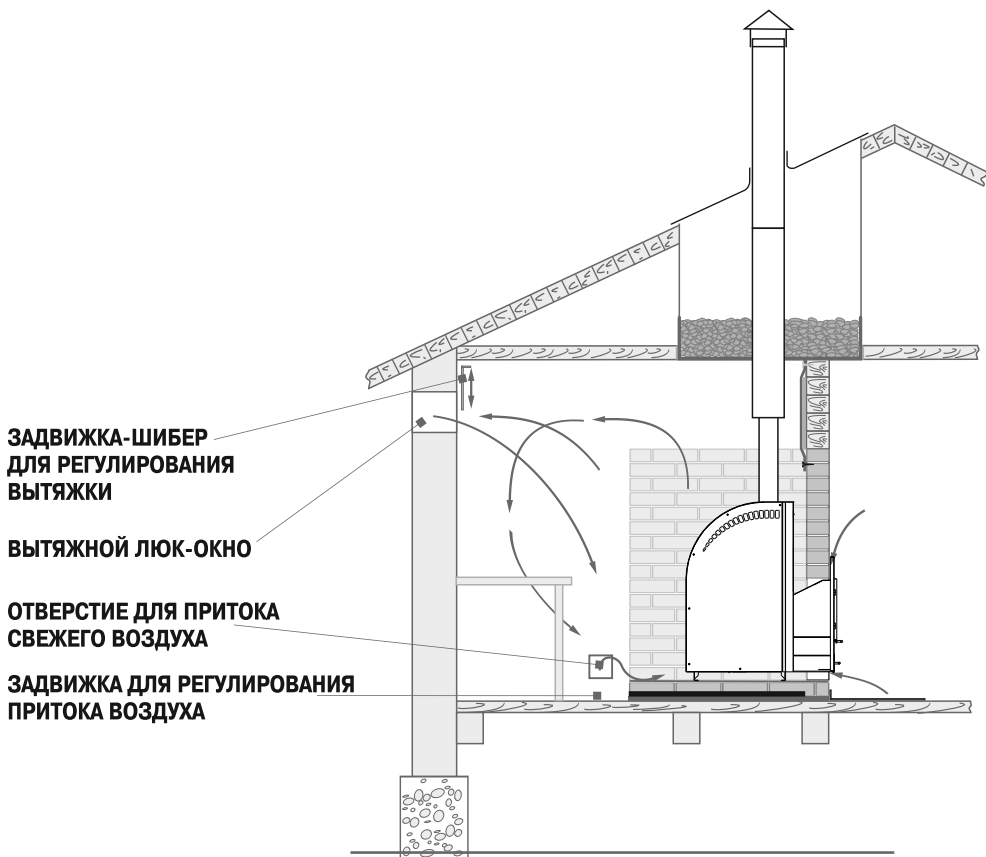 ЗАДВИЖКА-ШИБЕР
ДЛЯ РЕГУЛИРОВАНИЯ
ВЫТЯЖКИ
ВЫТЯЖНОЙ ЛЮК-ОКНО
ОТВЕРСТИЕ ДЛЯ ПРИТОКА
СВЕЖЕГО ВОЗДУХА
ЗАДВИЖКА ДЛЯ РЕГУЛИРОВАНИЯ
ПРИТОКА ВОЗДУХА